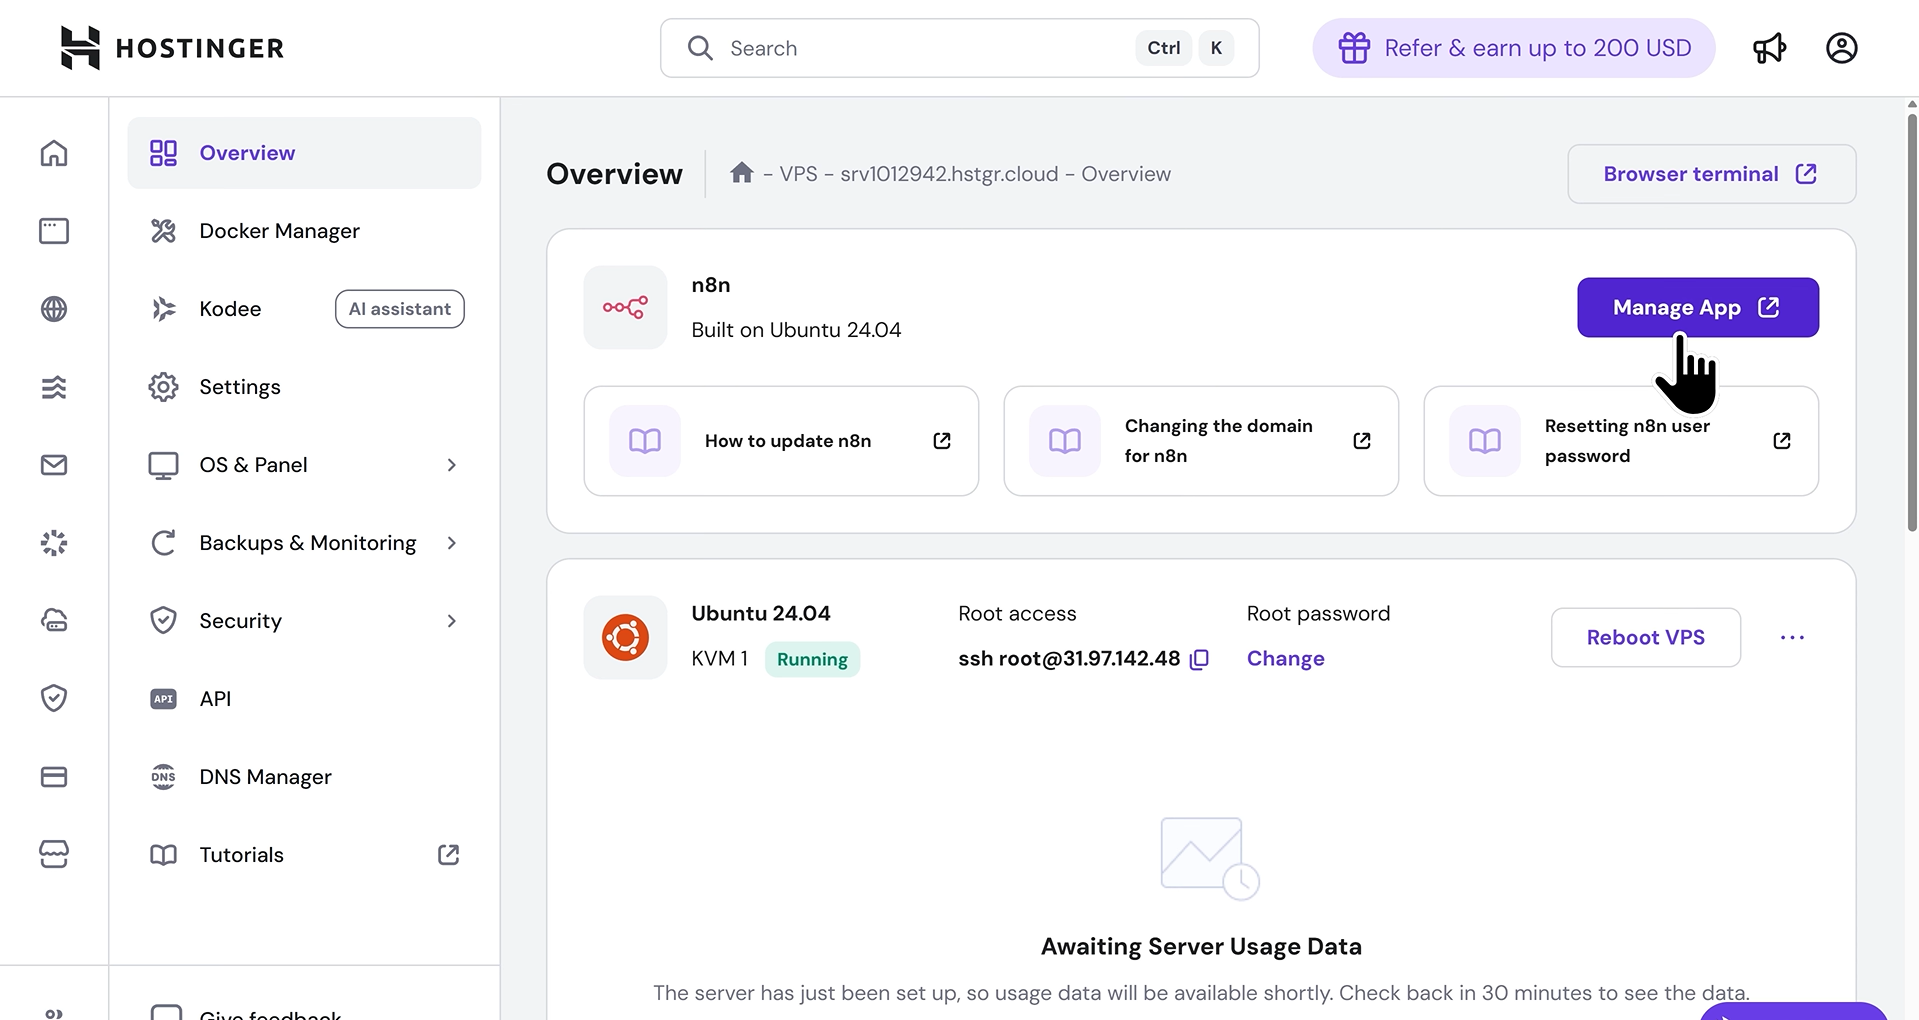 HOSTINGER
Search
Ctrl
K
Refer & earn up to 200 USD
Overview
Docker Manager
Kodee
AI assistant
Settings
OS & Panel
Backups & Monitoring
Security
API
API
DNS
DNS Manager
Tutorials
Give feedback
Overview
- VPS - srv1012942.hstgr.cloud - Overview
Browser terminal
n8n
Built on Ubuntu 24.04
Manage App
How to update n8n
Changing the domain
for n8n
Resetting n8n user
password
Ubuntu 24.04
KVM 1
Running
Root access
ssh root@31.97.142.48
Root password
Change
Reboot VPS
Awaiting Server Usage Data
The server has just been set up, so usage data will be available shortly. Check back in 30 minutes to see the data.